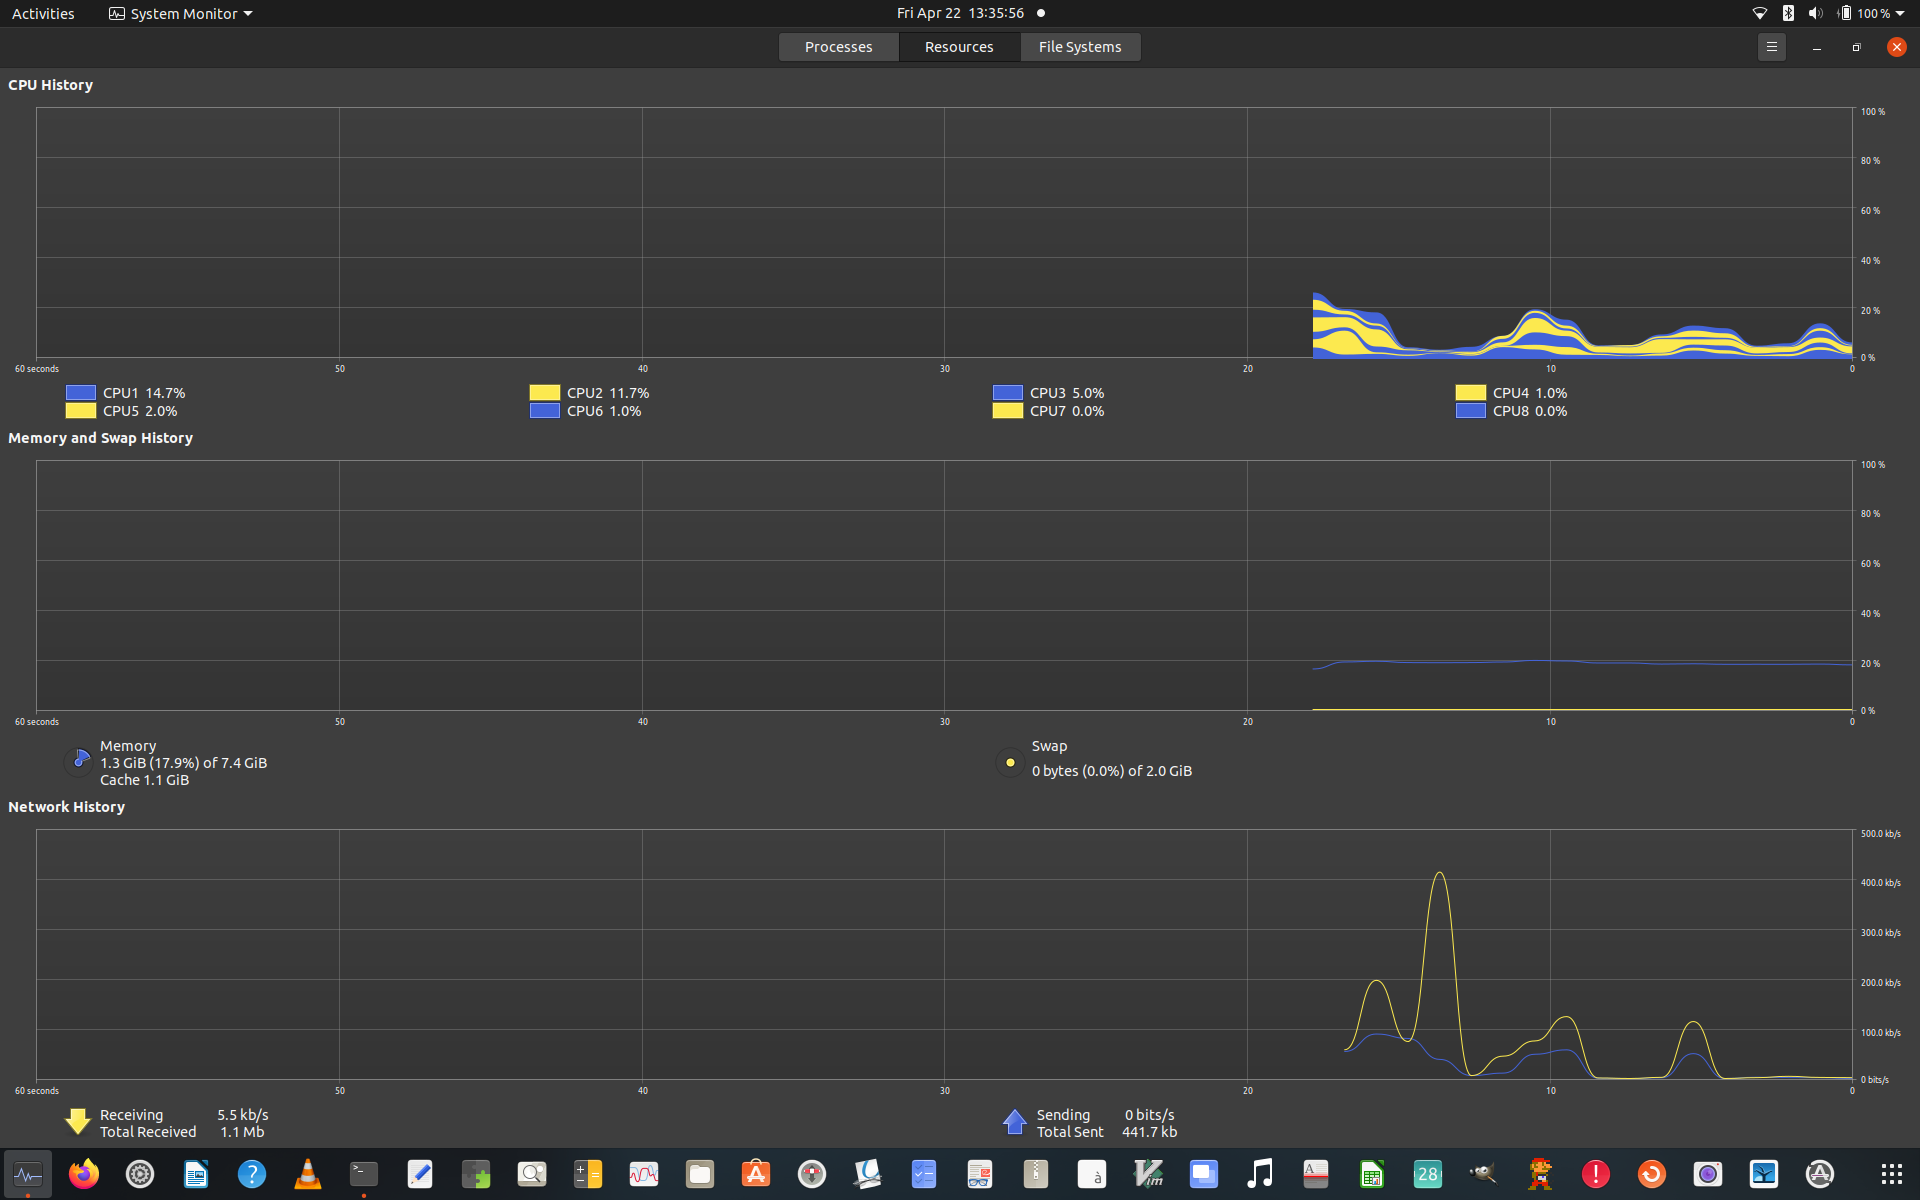 Activities System Monitor Fri Apr 22 13:35:56 100 %
Processes Resources File Systems
CPU History
100 %
80 %
60 %
40 %
20 %
0 %
60 seconds 50 40 30 20 10 0
CPU1 14.7% CPU2 11.7% CPU3 5.0% CPU4 1.0%
CPU5 2.0% CPU6 1.0% CPU7 0.0% CPU8 0.0%
Memory and Swap History
100 %
80 %
60 %
40 %
20 %
0 %
60 seconds 50 40 30 20 10 0
Memory Swap
1.3 GiB (17.9%) of 7.4 GiB 0 bytes (0.0%) of 2.0 GiB
Cache 1.1 GiB
Network History
500.0 kb/s
400.0 kb/s
300.0 kb/s
200.0 kb/s
100.0 kb/s
0 bits/s
60 seconds 50 40 30 20 10 0
Receiving 5.5 kb/s Sending 0 bits/s
Total Received 1.1 Mb Total Sent 441.7 kb
? >_ à Vim A 28 !